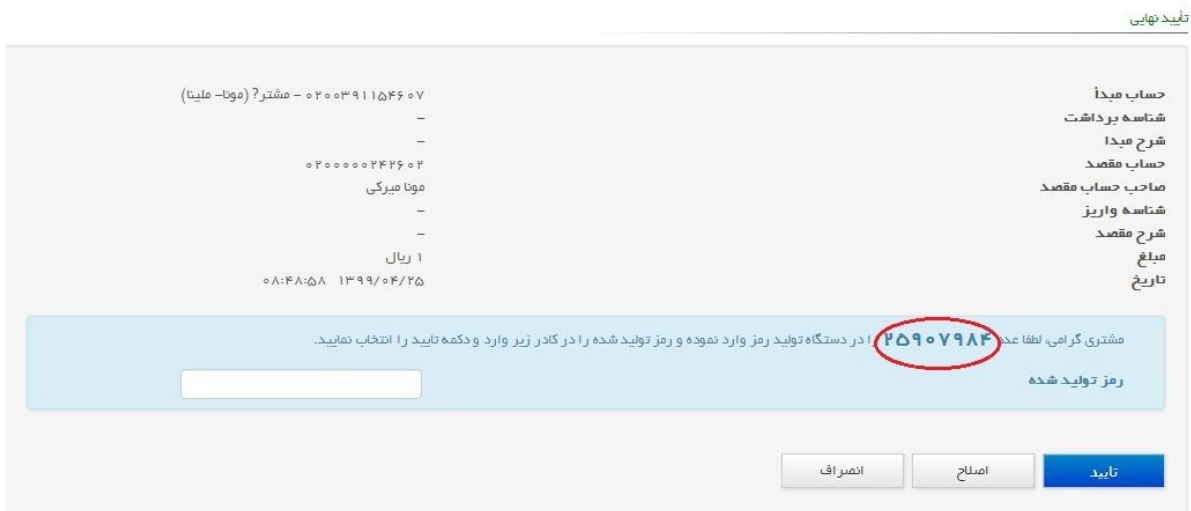 تأیید نهایی
حساب مبدأ ۰۲۰۰۳۹۱۱۵۴۶۰۷ – مشتر? (مونا– ملینا)
شناسه برداشت –
شرح مبدا –
حساب مقصد ۰۲۰۰۰۰۰۲۴۲۶۰۲
صاحب حساب مقصد مونا میرکی
شناسه واریز –
شرح مقصد –
مبلغ ۱ ریال
تاریخ ۱۳۹۹/۰۴/۲۵ ۰۸:۴۸:۵۸
مشتری گرامی، لطفا عدد ۲۵۹۰۷۹۸۴ را در دستگاه تولید رمز وارد نموده و رمز تولید شده را در کادر زیر وارد و دکمه تایید را انتخاب نمایید.
رمز تولید شده
تایید اصلاح انصراف